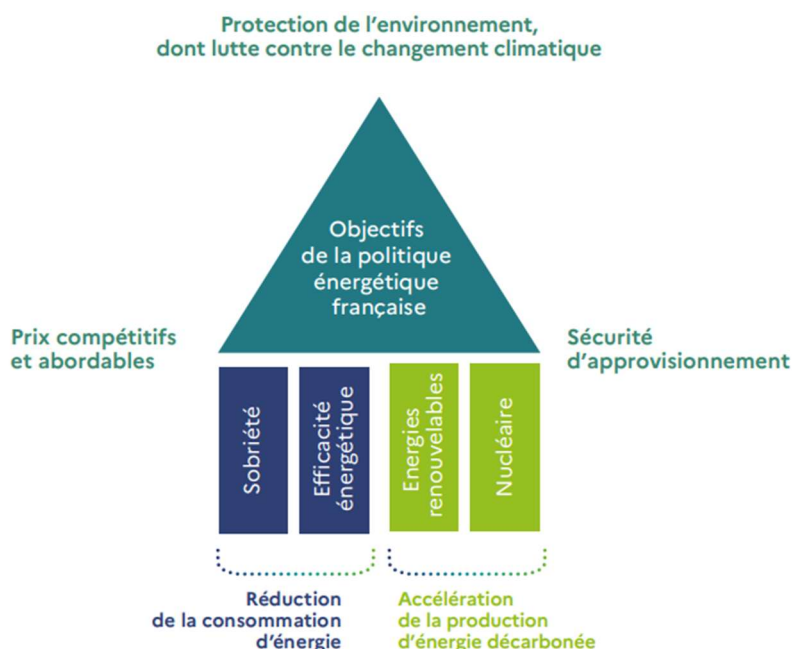 Protection de l’environnement,
dont lutte contre le changement climatique
Objectifs
de la politique
énergétique
française
Prix compétitifs
et abordables
Sécurité
d’approvisionnement
Sobriété
Efficacité
énergétique
Energies
renouvelables
Nucléaire
Réduction
de la consommation
d’énergie
Accélération
de la production
d’énergie décarbonée